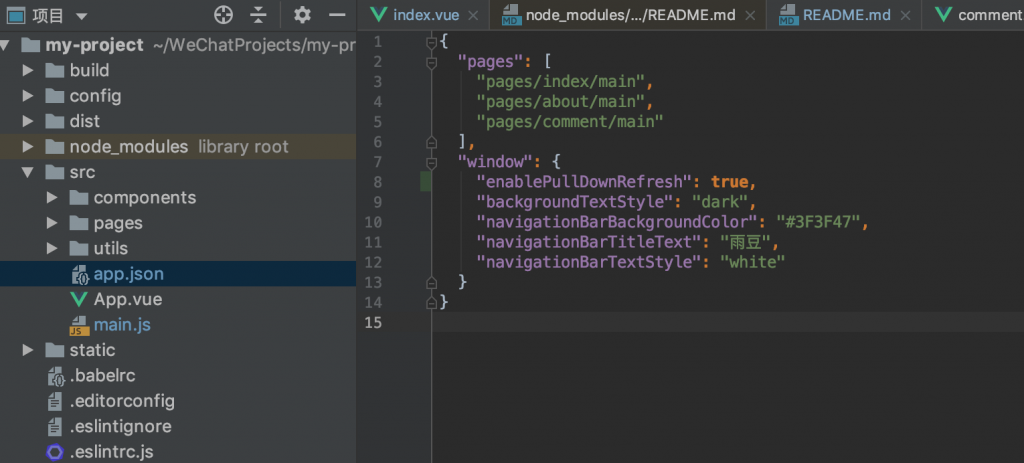 项目
index.vue
node_modules/.../README.md
README.md
comment
my-project ~/WeChatProjects/my-pr
build
config
dist
node_modules library root
src
components
pages
utils
app.json
App.vue
main.js
static
.babelrc
.editorconfig
.eslintignore
.eslintrc.js
1 {
2 "pages": [
3 "pages/index/main",
4 "pages/about/main",
5 "pages/comment/main"
6 ],
7 "window": {
8 "enablePullDownRefresh": true,
9 "backgroundTextStyle": "dark",
10 "navigationBarBackgroundColor": "#3F3F47",
11 "navigationBarTitleText": "雨豆",
12 "navigationBarTextStyle": "white"
13 }
14 }
15